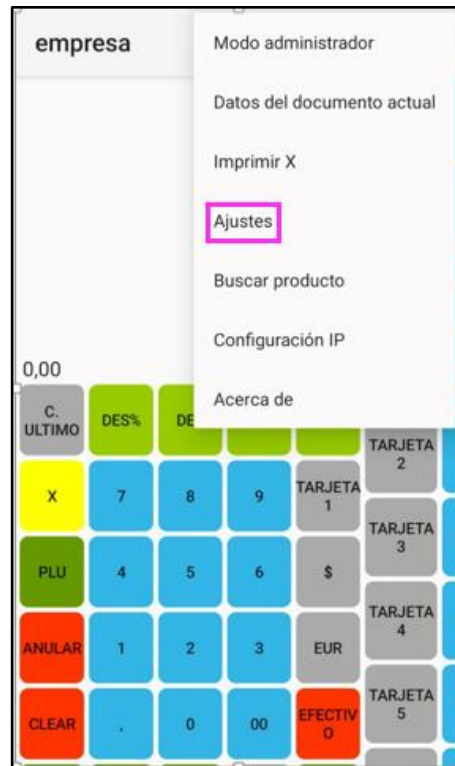 empresa
Modo administrador
Datos del documento actual
Imprimir X
Ajustes
Buscar producto
Configuración IP
Acerca de
0,00
C.
ULTIMO
DES%
DE
TARJETA
2
X
7
8
9
TARJETA
1
TARJETA
3
PLU
4
5
6
$
TARJETA
4
ANULAR
1
2
3
EUR
TARJETA
5
CLEAR
,
0
00
EFECTIV
O